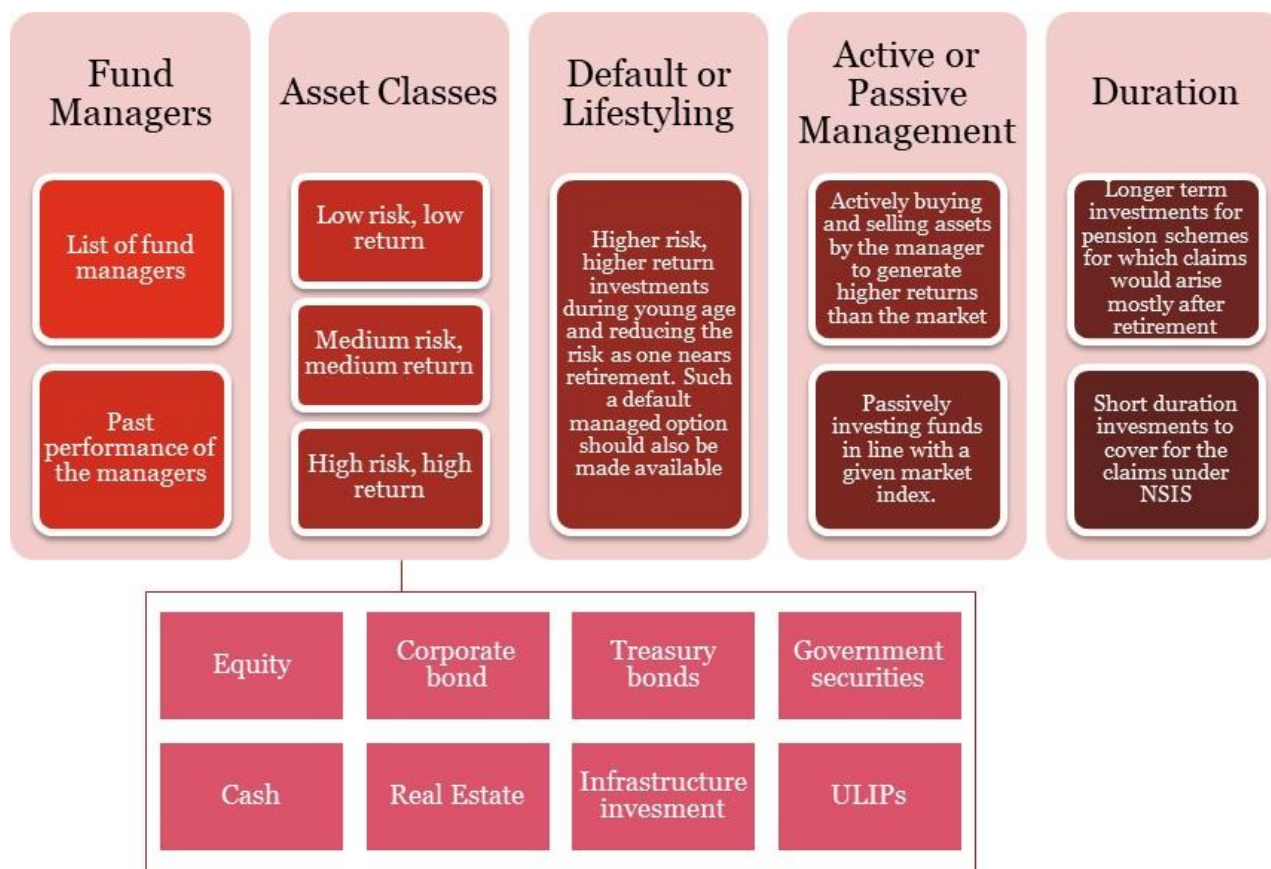 Fund
Managers
List of fund
managers
Past
performance of
the managers
Asset Classes
Low risk, low
return
Medium risk,
medium return
High risk, high
return
Default or
Lifestyling
Higher risk,
higher return
investments
during young age
and reducing the
risk as one nears
retirement. Such
a default
managed option
should also be
made available
Active or
Passive
Management
Actively buying
and selling assets
by the manager
to generate
higher returns
than the market
Passively
investing funds
in line with a
given market
index.
Duration
Longer term
investments for
pension schemes
for which claims
would arise
mostly after
retirement
Short duration
invesments to
cover for the
claims under
NSIS
Equity
Corporate
bond
Treasury
bonds
Government
securities
Cash
Real Estate
Infrastructure
invesment
ULIPs